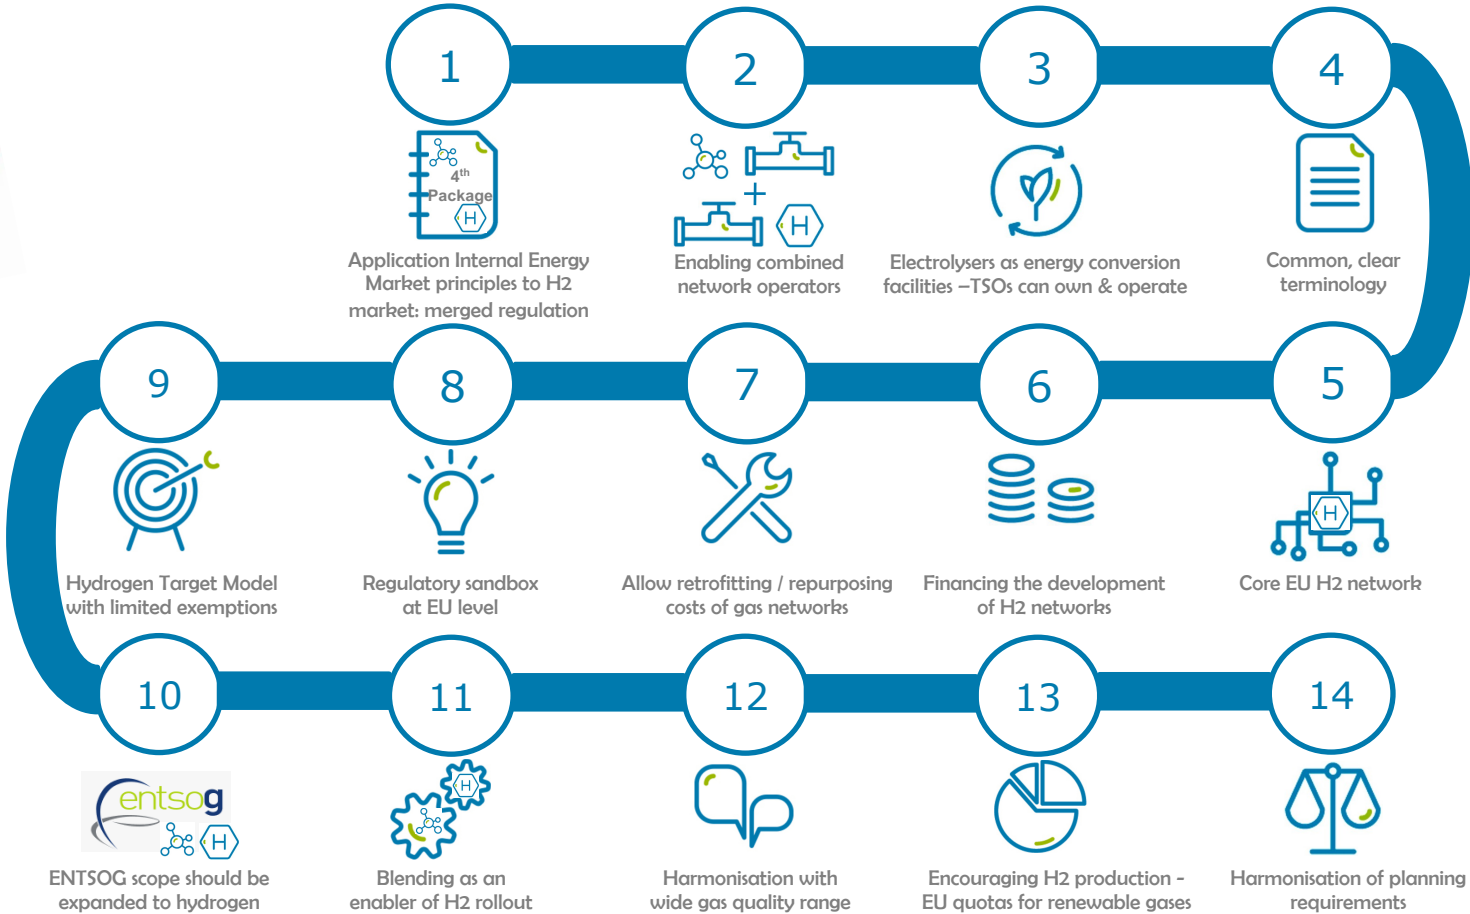 1
2
3
4
4th
Package
H
H
Application Internal Energy
Market principles to H2
market: merged regulation
Enabling combined
network operators
Electrolysers as energy conversion
facilities –TSOs can own & operate
Common, clear
terminology
9
8
7
6
5
H
Hydrogen Target Model
with limited exemptions
Regulatory sandbox
at EU level
Allow retrofitting / repurposing
costs of gas networks
Financing the development
of H2 networks
Core EU H2 network
10
11
12
13
14
entsog
H
H
ENTSOG scope should be
expanded to hydrogen
Blending as an
enabler of H2 rollout
Harmonisation with
wide gas quality range
Encouraging H2 production -
EU quotas for renewable gases
Harmonisation of planning
requirements